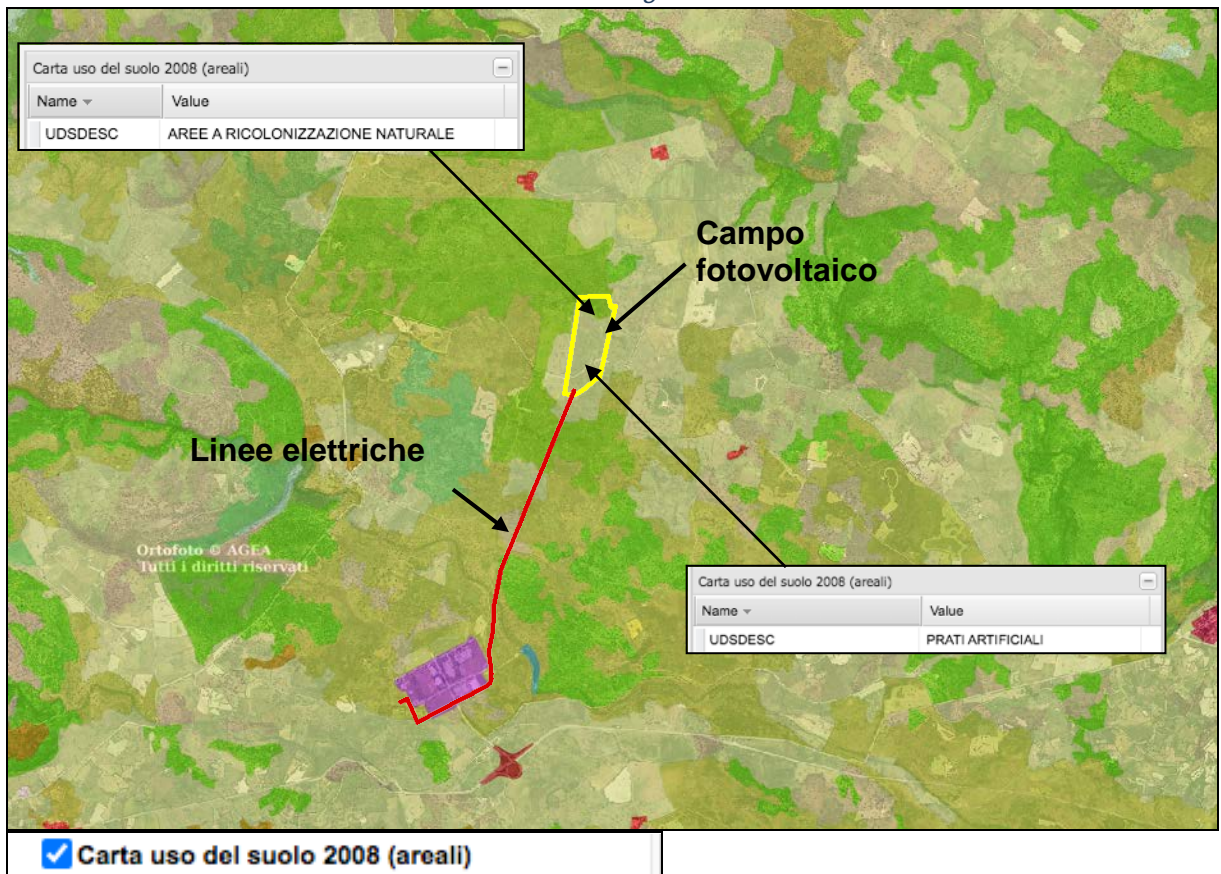 Carta uso del suolo 2008 (areali)
Name Value
UDSDESC AREE A RICOLONIZZAZIONE NATURALE
Campo
fotovoltaico
Linee elettriche
Ortofoto © AGEA
Tutti i diritti riservati
Carta uso del suolo 2008 (areali)
Name Value
UDSDESC PRATI ARTIFICIALI
Carta uso del suolo 2008 (areali)